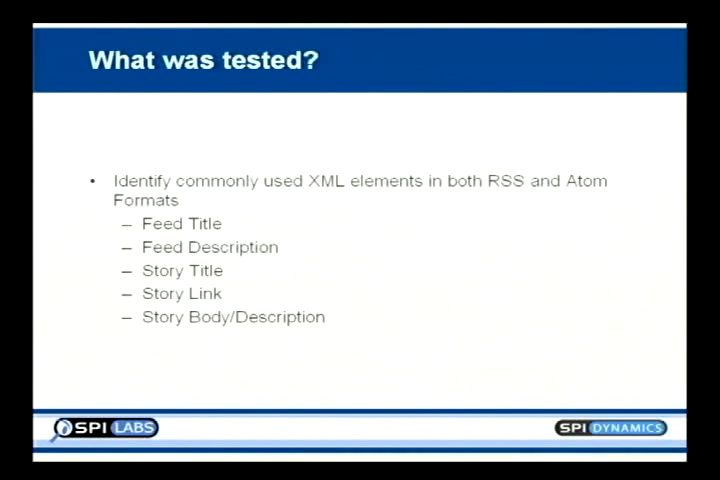 What was tested?
• Identify commonly used XML elements in both RSS and Atom
Formats
– Feed Title
– Feed Description
– Story Title
– Story Link
– Story Body/Description
SPI LABS
SPI DYNAMICS